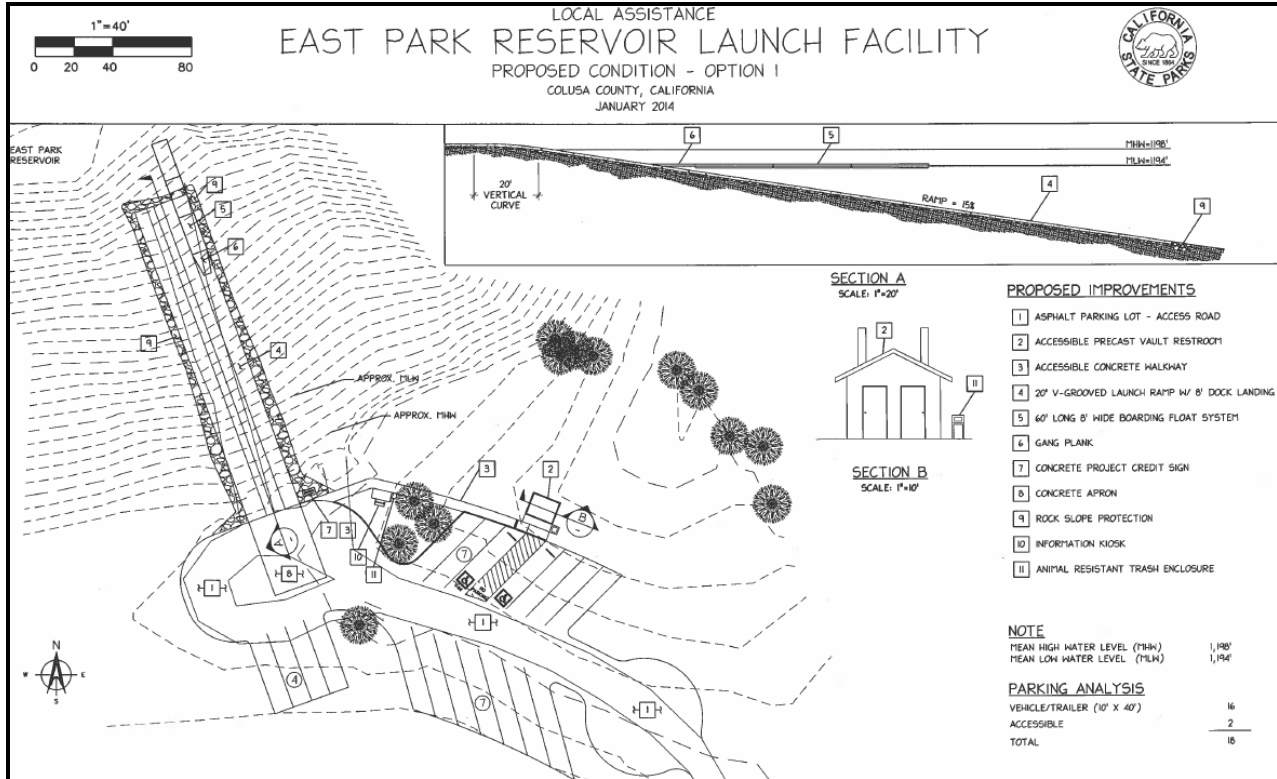 LOCAL ASSISTANCE
EAST PARK RESERVOIR LAUNCH FACILITY
PROPOSED CONDITION - OPTION 1
COLUSA COUNTY, CALIFORNIA
JANUARY 2014
1"=40'
0 20 40 80
CALIFORNIA
SINCE 1864
STATE PARKS
EAST PARK
RESERVOIR
6
5
MHW=1198'
MLW=1194'
20'
VERTICAL
CURVE
RAMP = 15%
4
9
SECTION A
SCALE: 1"=20'
2
11
SECTION B
SCALE: 1"=10'
9
5
6
9
4
APPROX. MLW
APPROX. MHW
3
2
B
7
3
10
11
7
A
8
1
1
4
7
1
N
W
E
S
PROPOSED IMPROVEMENTS
1 ASPHALT PARKING LOT - ACCESS ROAD
2 ACCESSIBLE PRECAST VAULT RESTROOM
3 ACCESSIBLE CONCRETE WALKWAY
4 20' V-GROOVED LAUNCH RAMP W/ 8' DOCK LANDING
5 60' LONG 8' WIDE BOARDING FLOAT SYSTEM
6 GANG PLANK
7 CONCRETE PROJECT CREDIT SIGN
8 CONCRETE APRON
9 ROCK SLOPE PROTECTION
10 INFORMATION KIOSK
11 ANIMAL RESISTANT TRASH ENCLOSURE
NOTE
MEAN HIGH WATER LEVEL (MHW) 1,198'
MEAN LOW WATER LEVEL (MLW) 1,194'
PARKING ANALYSIS
VEHICLE/TRAILER (10' X 40') 16
ACCESSIBLE 2
TOTAL 18